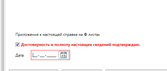 Приложение к настоящей справке на 0 листах
Достоверность и полноту настоящих сведений подтверждаю.
Дата